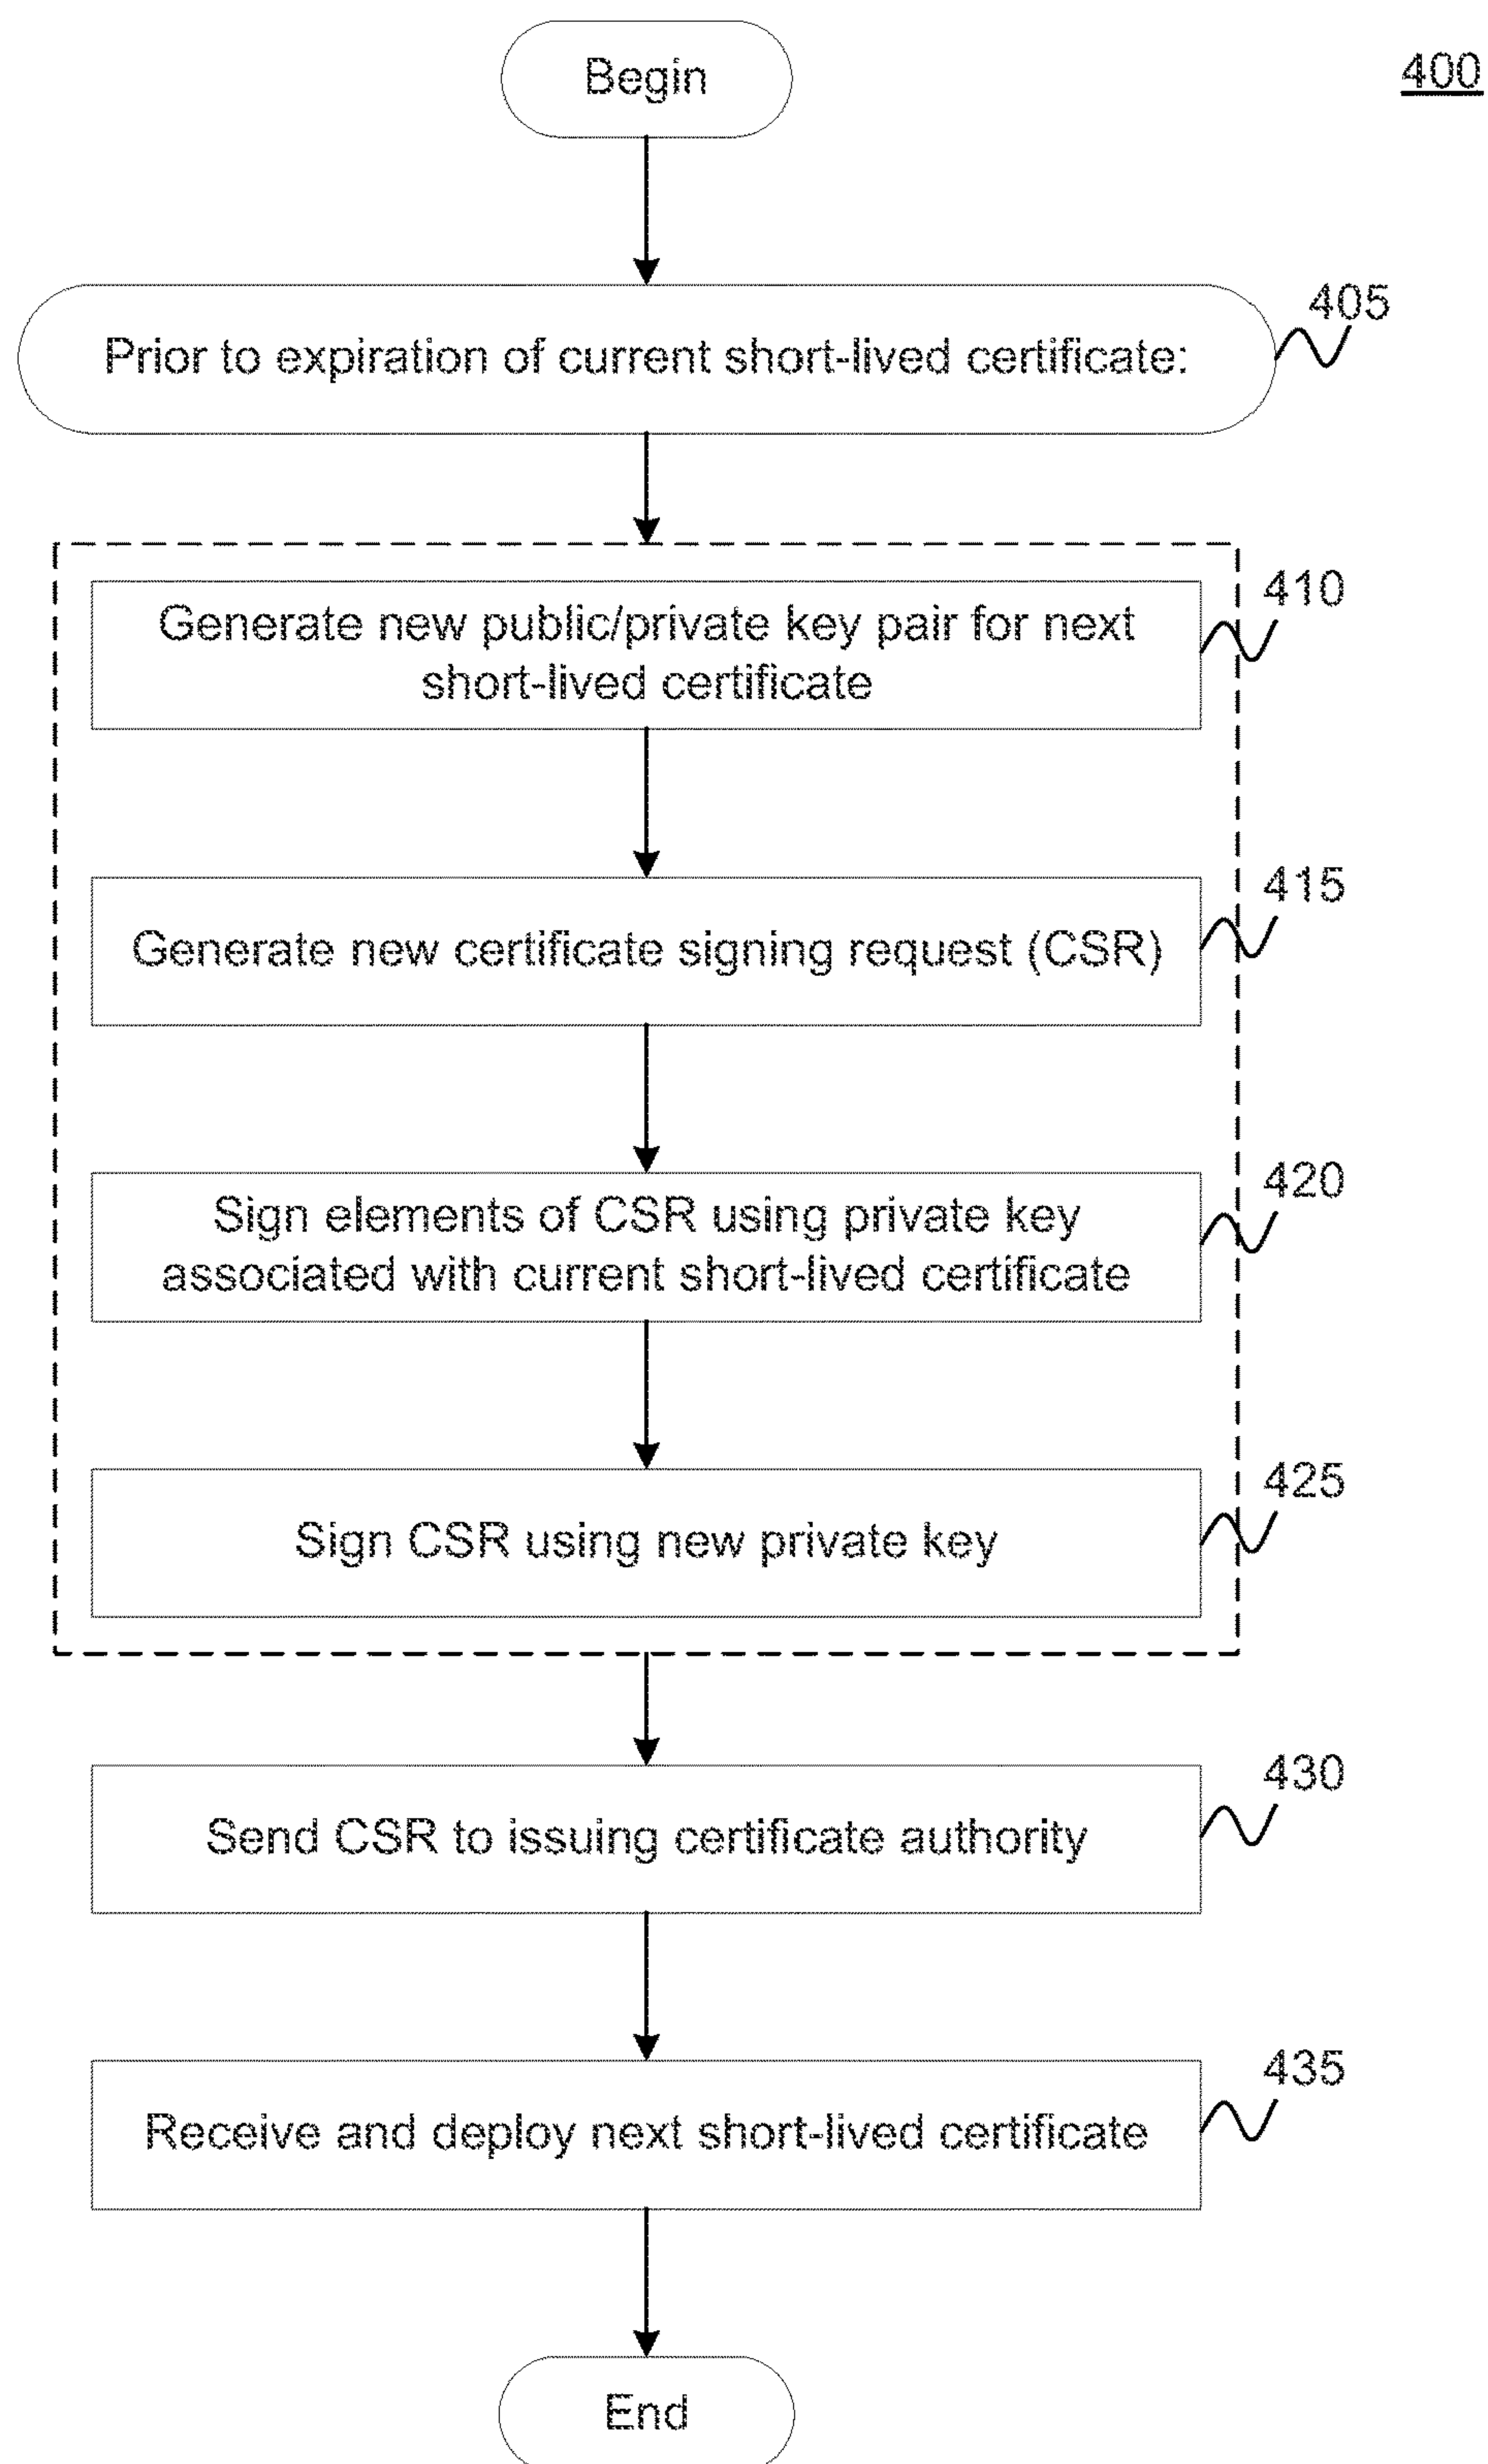 Begin
400
Prior to expiration of current short-lived certificate:
405
Generate new public/private key pair for next
short-lived certificate
410
Generate new certificate signing request (CSR)
415
Sign elements of CSR using private key
associated with current short-lived certificate
420
Sign CSR using new private key
425
Send CSR to issuing certificate authority
430
Receive and deploy next short-lived certificate
435
End